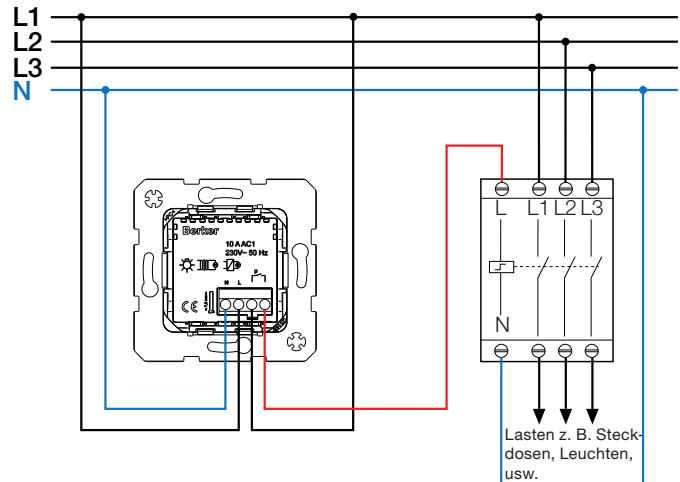 L1
L2
L3
N
Berker
10 A AC1
230V~ 50 Hz
P
N L
CE
L L1 L2 L3
N
Lasten z. B. Steck-
dosen, Leuchten,
usw.